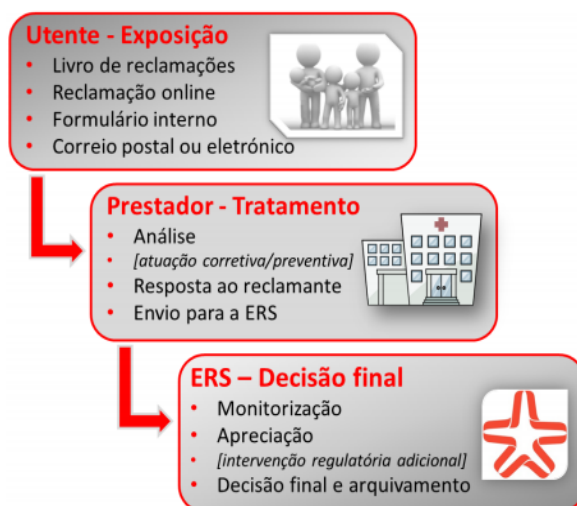 Utente - Exposição
• Livro de reclamações
• Reclamação online
• Formulário interno
• Correio postal ou eletrónico
Prestador - Tratamento
• Análise
• [atuação corretiva/preventiva]
• Resposta ao reclamante
• Envio para a ERS
ERS – Decisão final
• Monitorização
• Apreciação
• [intervenção regulatória adicional]
• Decisão final e arquivamento